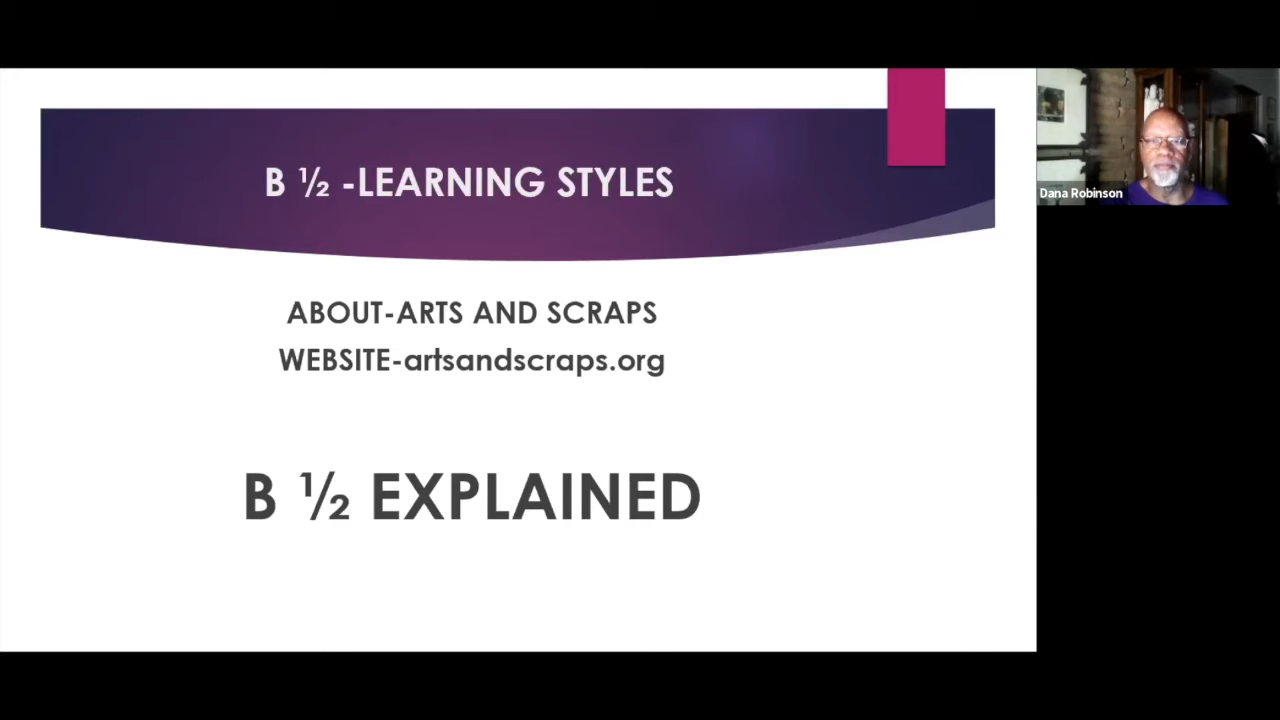 B ½ -LEARNING STYLES
ABOUT-ARTS AND SCRAPS
WEBSITE-artsandscraps.org
B ½ EXPLAINED
Dana Robinson